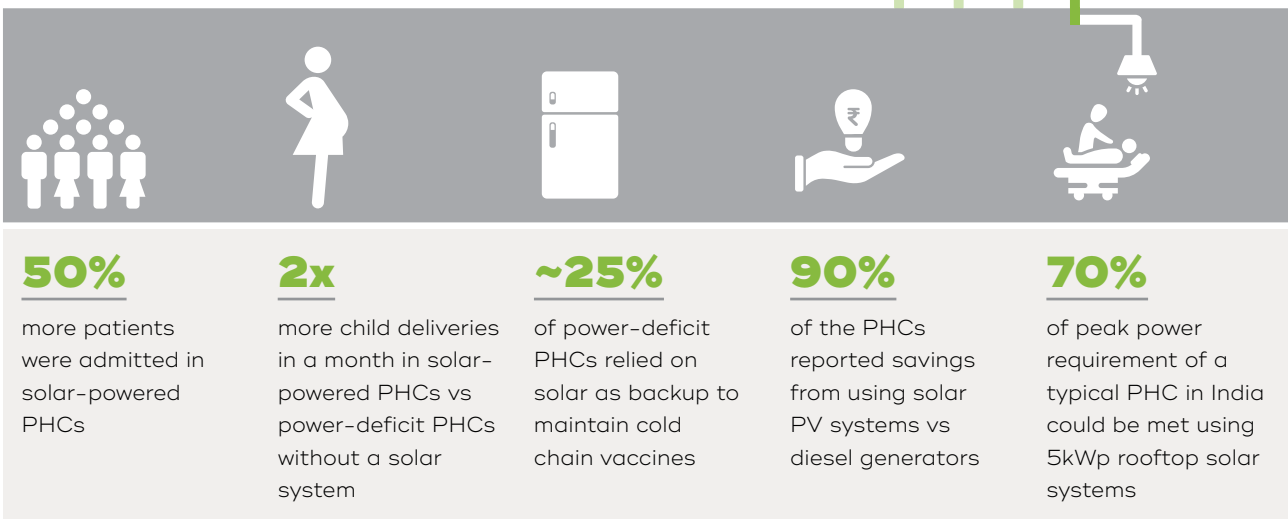 ₹
50%
more patients
were admitted in
solar-powered
PHCs
2x
more child deliveries
in a month in solar-
powered PHCs vs
power-deficit PHCs
without a solar
system
~25%
of power-deficit
PHCs relied on
solar as backup to
maintain cold
chain vaccines
90%
of the PHCs
reported savings
from using solar
PV systems vs
diesel generators
70%
of peak power
requirement of a
typical PHC in India
could be met using
5kWp rooftop solar
systems